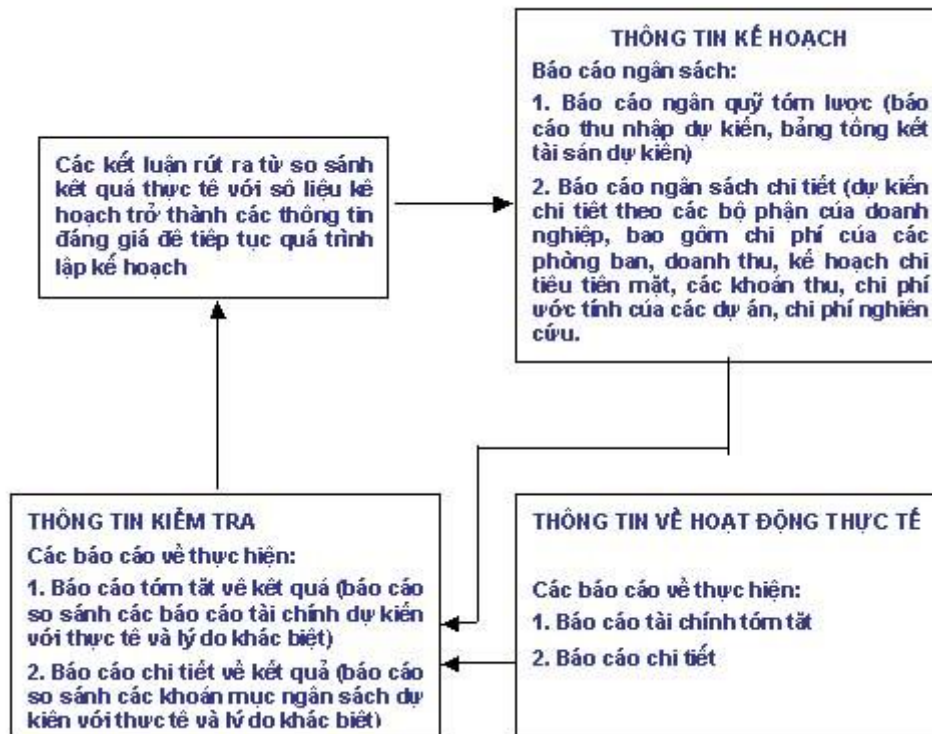 THÔNG TIN KẾ HOẠCH
Báo cáo ngân sách:
1. Báo cáo ngân quỹ tóm lược (báo
cáo thu nhập dự kiến, bảng tổng kết
tài sản dự kiến)
2. Báo cáo ngân sách chi tiết (dự kiến
chi tiết theo các bộ phận của doanh
nghiệp, bao gồm chi phí của các
phòng ban, doanh thu, kế hoạch chi
tiêu tiền mặt, các khoản thu, chi phí
ước tính của các dự án, chi phí nghiên
cứu.
Các kết luận rút ra từ so sánh
kết quả thực tế với số liệu kế
hoạch trở thành các thông tin
đáng giá để tiếp tục quá trình
lập kế hoạch
THÔNG TIN KIỂM TRA
Các báo cáo về thực hiện:
1. Báo cáo tóm tắt về kết quả (báo cáo
so sánh các báo cáo tài chính dự kiến
với thực tế và lý do khác biệt)
2. Báo cáo chi tiết về kết quả (báo cáo
so sánh các khoản mục ngân sách dự
kiến với thực tế và lý do khác biệt)
THÔNG TIN VỀ HOẠT ĐỘNG THỰC TẾ
Các báo cáo về thực hiện:
1. Báo cáo tài chính tóm tắt
2. Báo cáo chi tiết